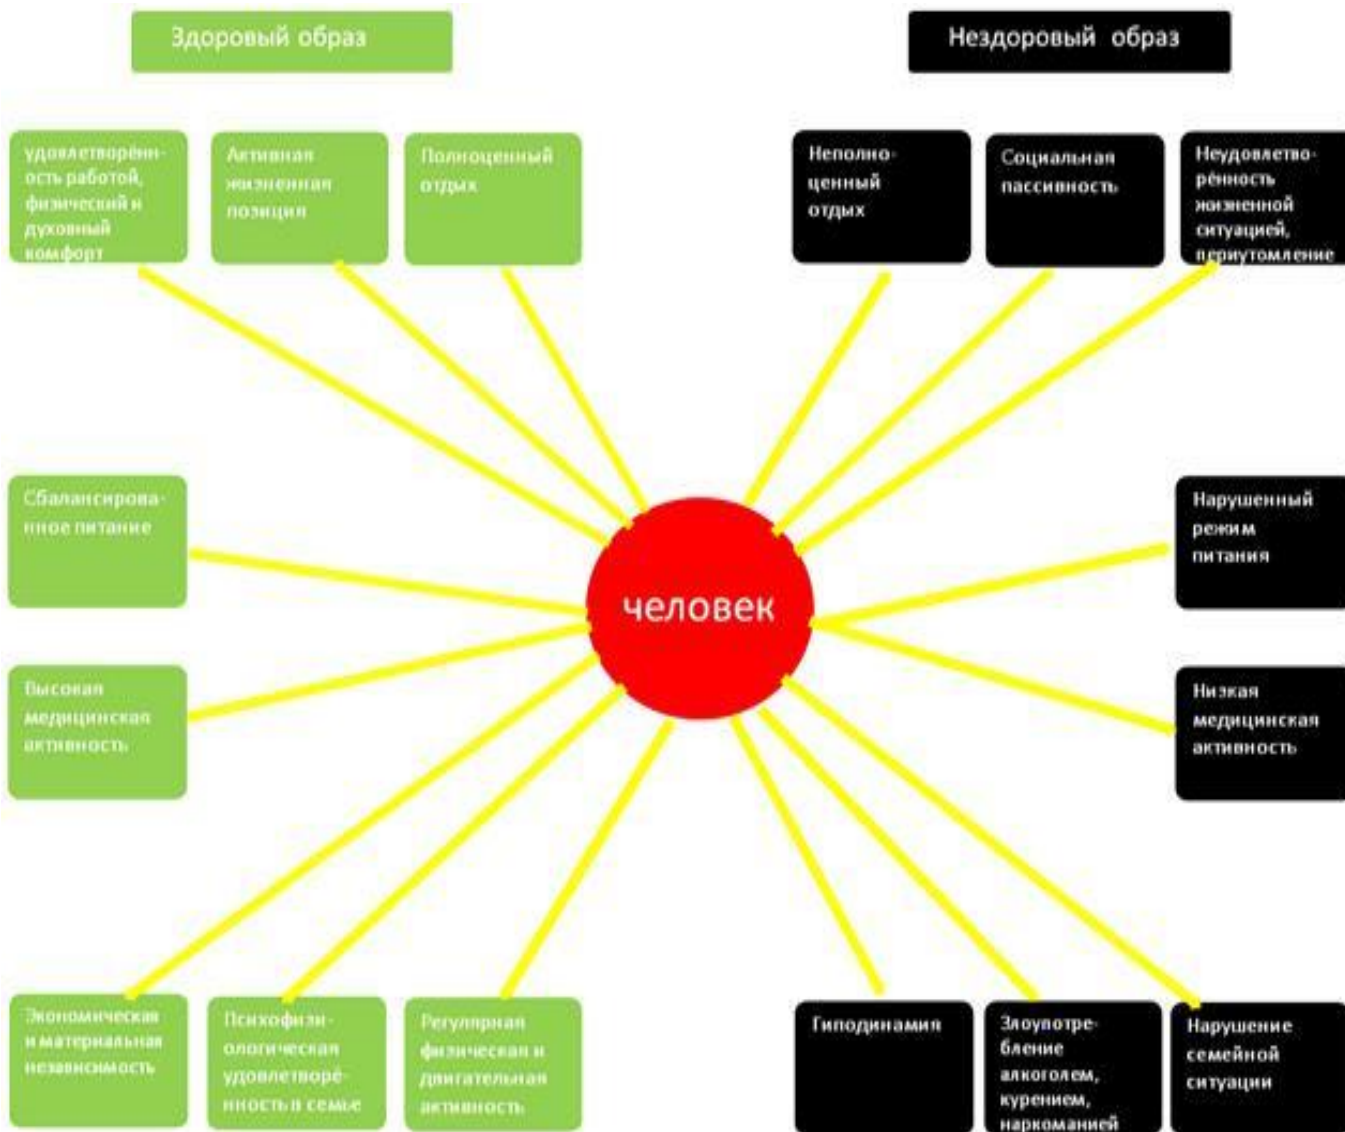 Здоровый образ
Нездоровый образ
удовлетворённ-
ость работой,
физический и
духовный
комфорт
Активная
жизненная
позиция
Полноценный
отдых
Неполно-
ценный
отдых
Социальная
пассивность
Неудовлетво-
рённость
жизненной
ситуацией,
периутомление
Сбалансирова-
нное питание
Нарушенный
режим
питания
человек
Высокая
медицинская
активность
Низкая
медицинская
активность
Экономическая
и материальная
независимость
Психофизи-
ологическая
удовлетворё-
нность в семье
Регулярная
физическая и
двигательная
активность
Гиподинамия
Злоупотре-
бление
алкоголем,
курением,
наркоманией
Нарушение
семейной
ситуации